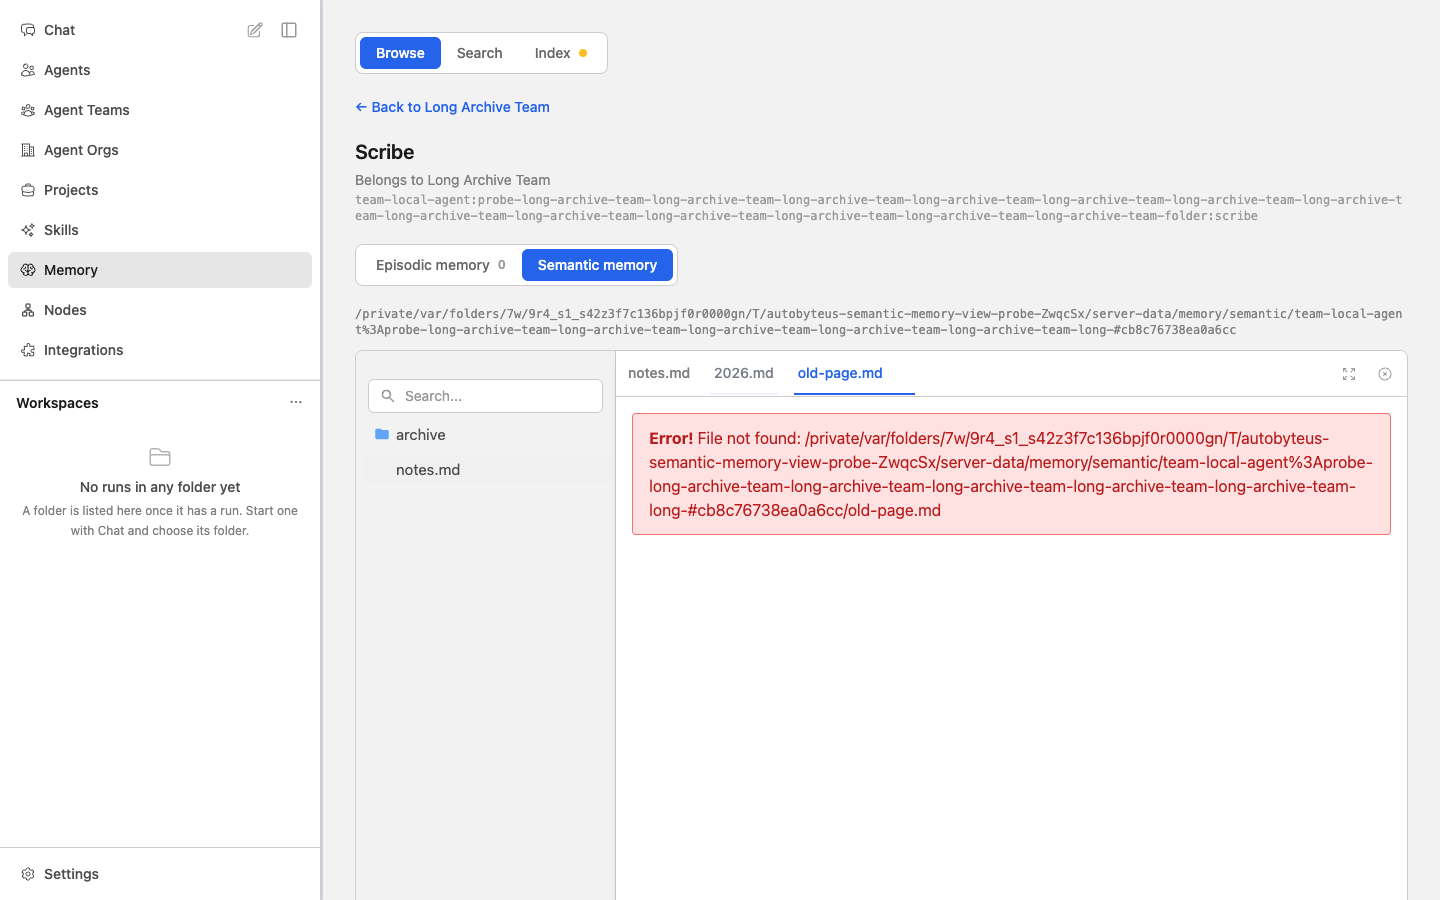 Chat
Agents
Agent Teams
Agent Orgs
Projects
Skills
Memory
Nodes
Integrations
Workspaces
No runs in any folder yet
A folder is listed here once it has a run. Start one
with Chat and choose its folder.
Settings
Browse
Search
Index
← Back to Long Archive Team
Scribe
Belongs to Long Archive Team
team-local-agent:probe-long-archive-team-long-archive-team-long-archive-team-long-archive-team-long-archive-team-long-archive-t
eam-long-archive-team-long-archive-team-long-archive-team-long-archive-team-long-archive-team-long-archive-team-folder:scribe
Episodic memory 0
Semantic memory
/private/var/folders/7w/9r4_s1_s42z3f7c136bpjf0r0000gn/T/autobyteus-semantic-memory-view-probe-ZwqcSx/server-data/memory/semantic/team-local-agen
t%3Aprobe-long-archive-team-long-archive-team-long-archive-team-long-archive-team-long-archive-team-long-#cb8c76738ea0a6cc
Search...
archive
notes.md
notes.md
2026.md
old-page.md
Error! File not found: /private/var/folders/7w/9r4_s1_s42z3f7c136bpjf0r0000gn/T/autobyteus-
semantic-memory-view-probe-ZwqcSx/server-data/memory/semantic/team-local-agent%3Aprobe-
long-archive-team-long-archive-team-long-archive-team-long-archive-team-long-archive-team-
long-#cb8c76738ea0a6cc/old-page.md